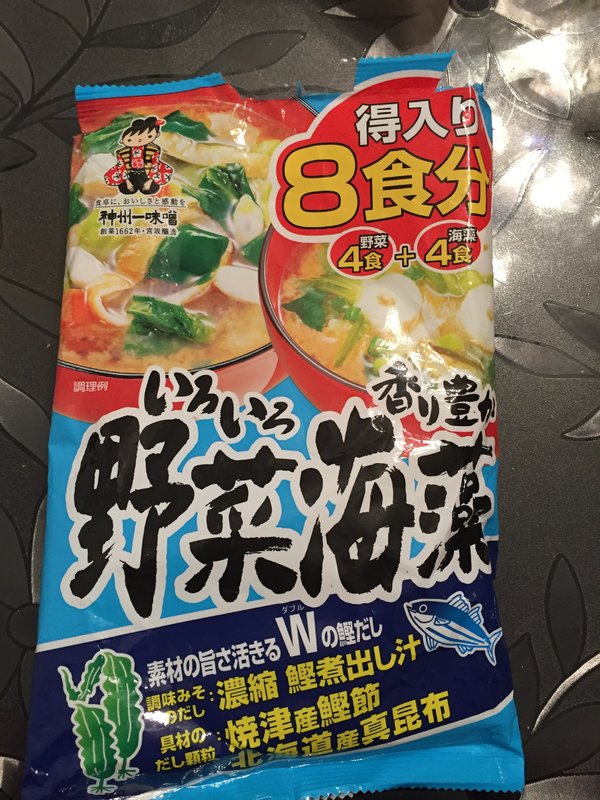 得入り
8食分
野菜
4食
+
海藻
4食
食卓に、おいしさと感動を
神州一味噌
創業1662年・宮坂醸造
調理例
いろいろ
野菜
香り豊か
海藻
素材の旨さ活きるWの鰹だし
ダブル
調味みそ
のだし:濃縮 鰹煮出し汁
具材の
だし顆粒:焼津産鰹節
北海道産真昆布